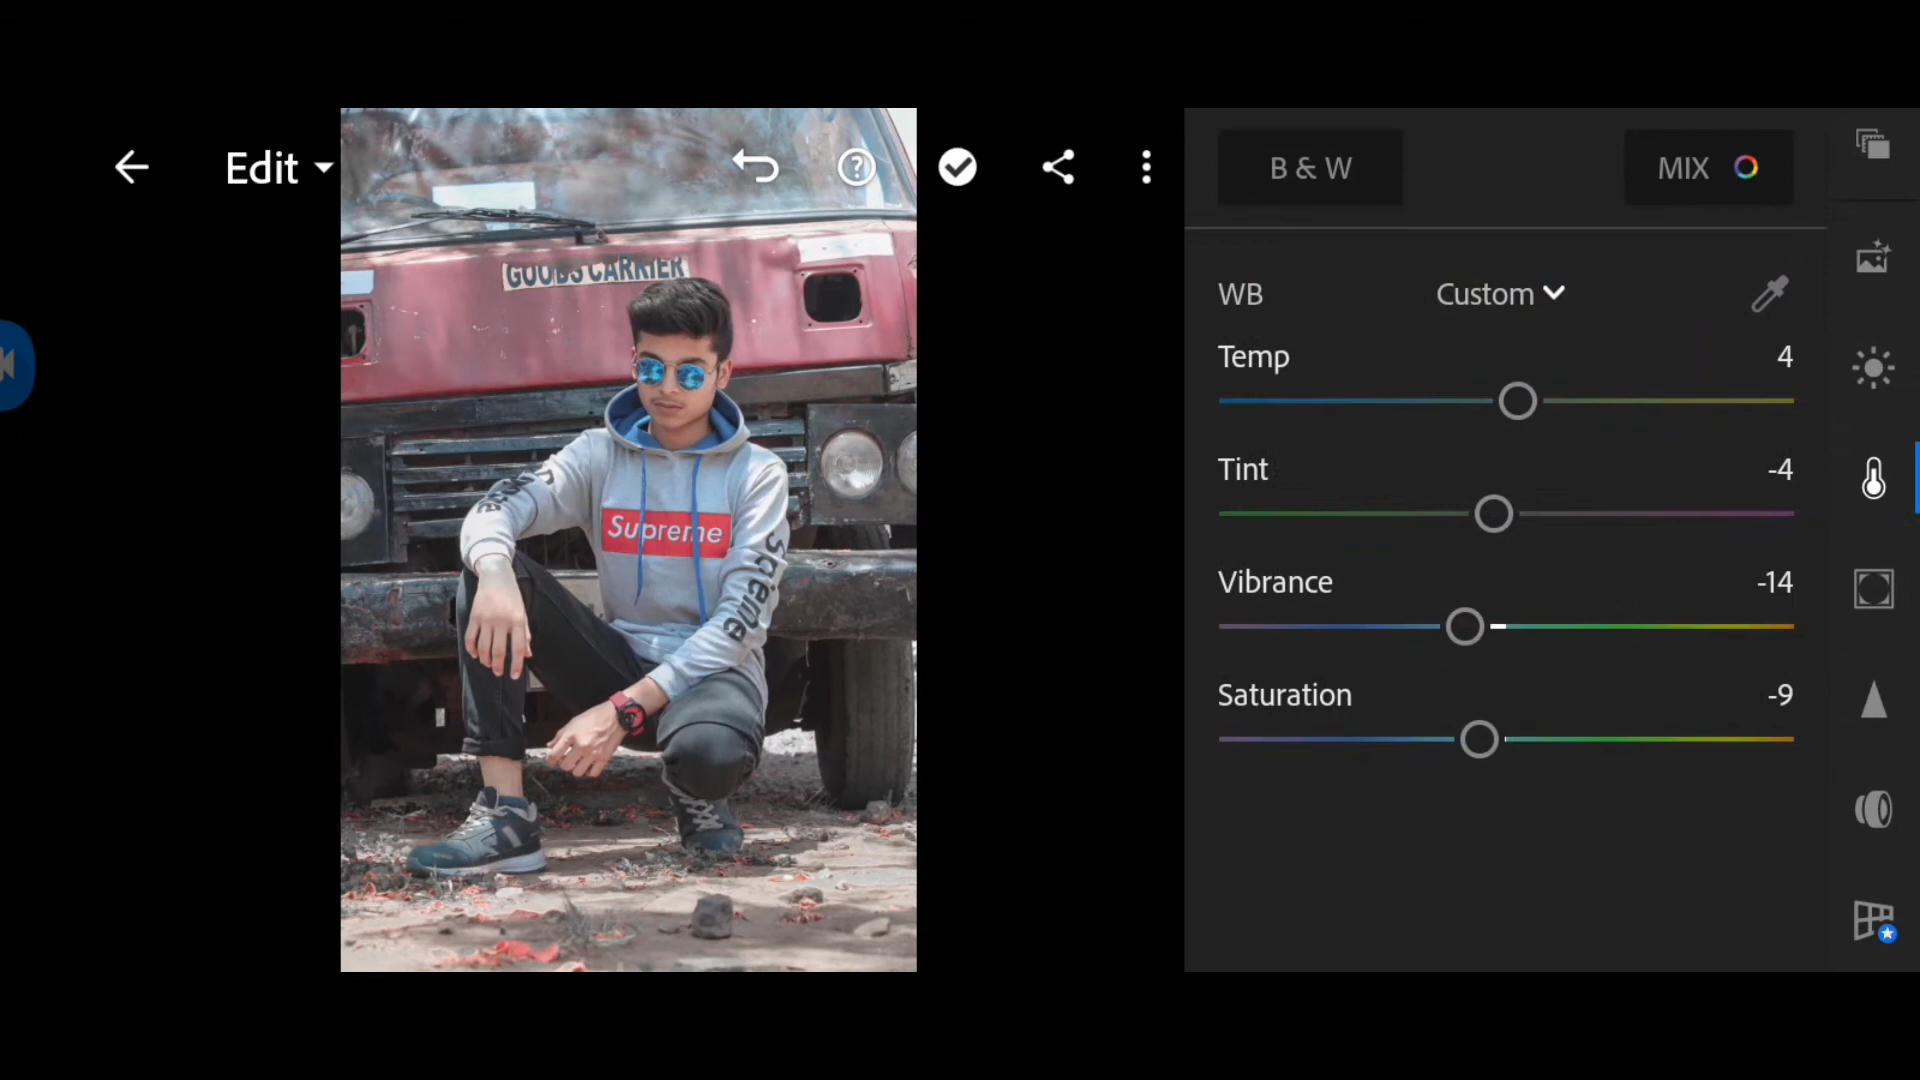 Edit
B & W
MIX
WB
Custom
Temp
4
Tint
-4
Vibrance
-14
Saturation
-9
GOODS CARRIER
Supreme